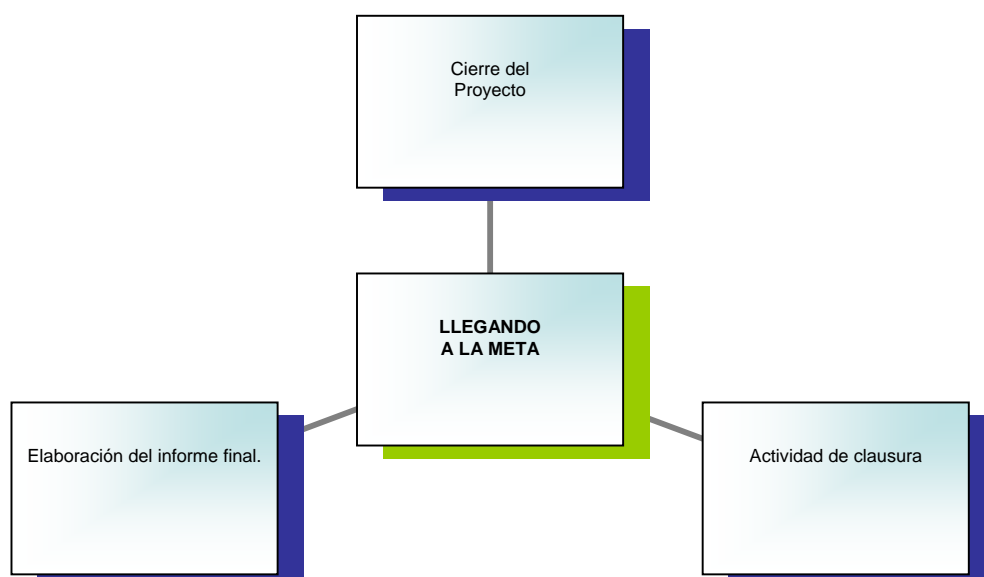 Cierre del
Proyecto
LLEGANDO
A LA META
Elaboración del informe final.
Actividad de clausura